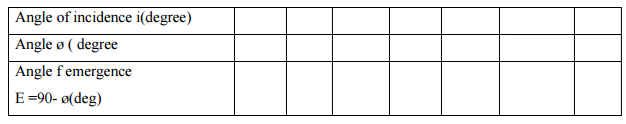 Angle of incidence i(degree)
Angle ø ( degree
Angle f emergence
E =90- ø(deg)